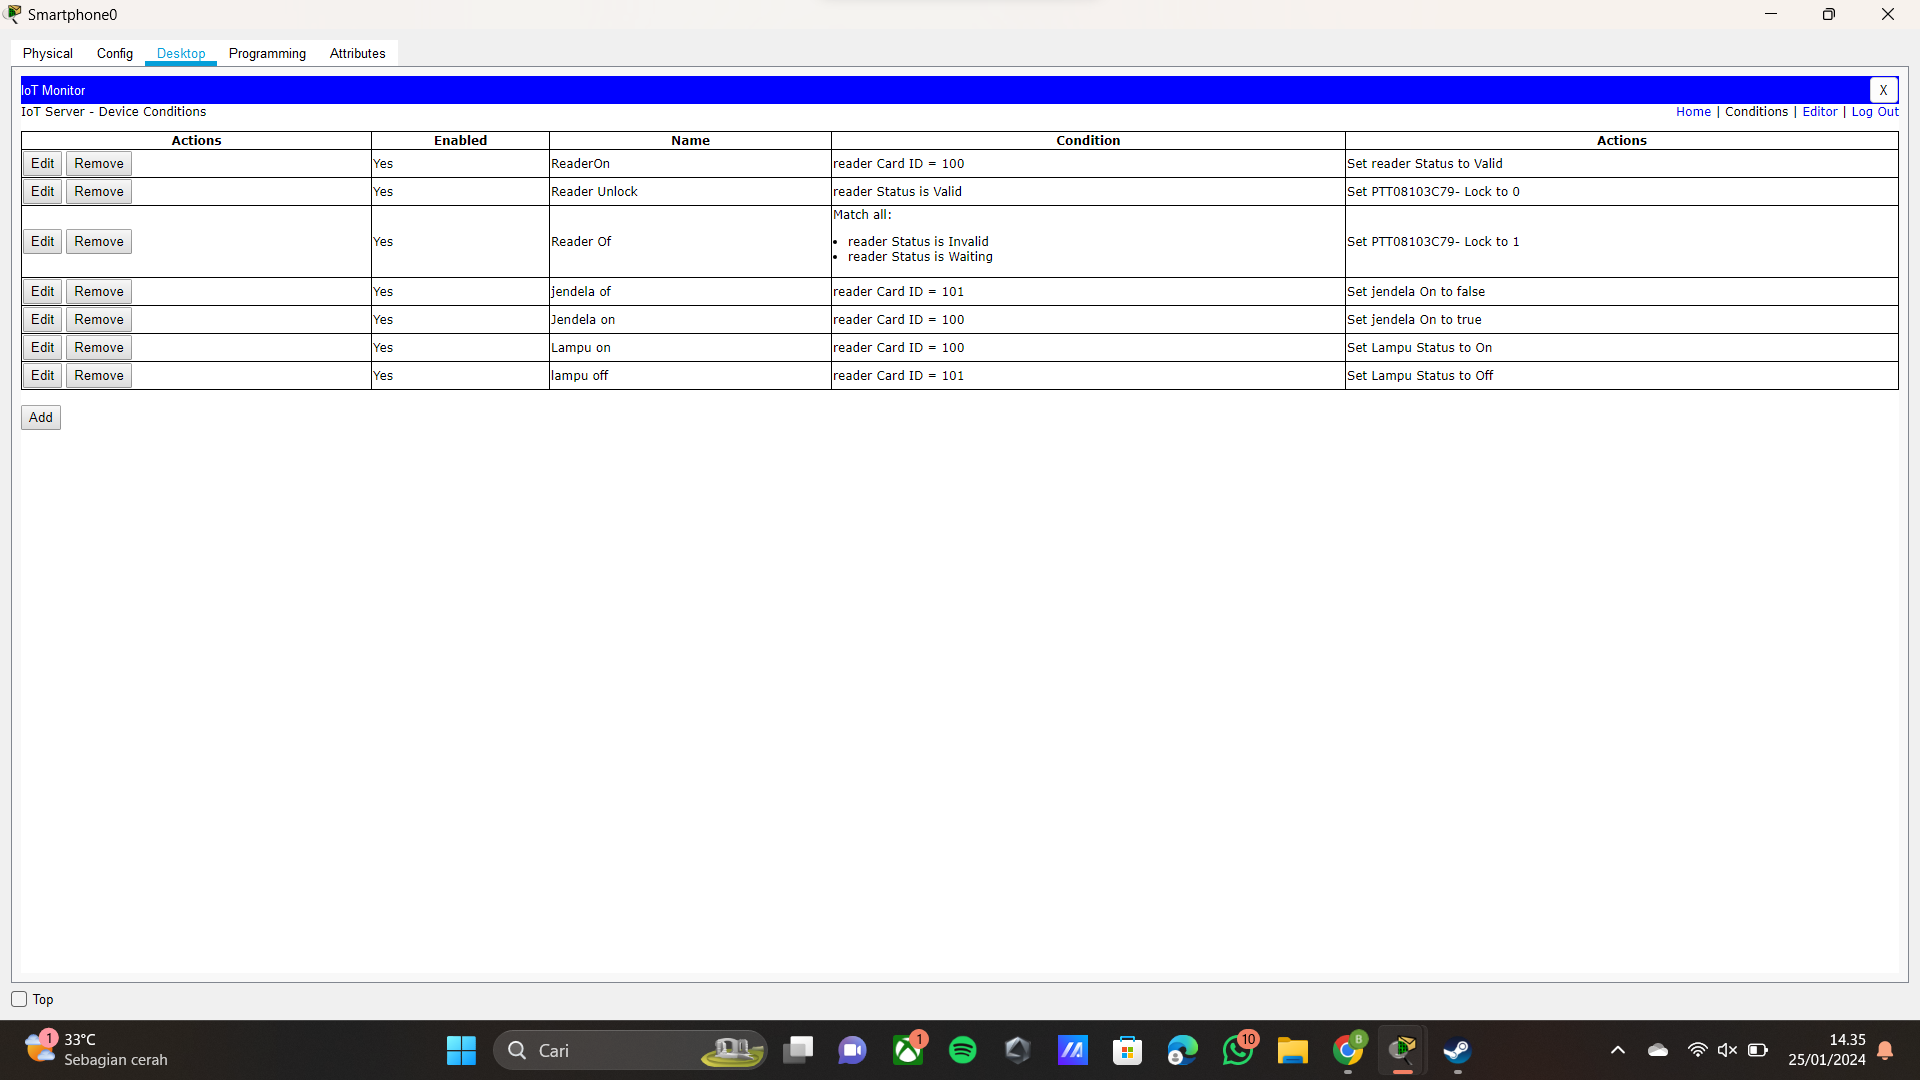 Smartphone0
Physical Config Desktop Programming Attributes
IoT Monitor X
IoT Server - Device Conditions Home | Conditions | Editor | Log Out
Actions Enabled Name Condition Actions
Edit Remove Yes ReaderOn reader Card ID = 100 Set reader Status to Valid
Edit Remove Yes Reader Unlock reader Status is Valid Set PTT08103C79- Lock to 0
Edit Remove Yes Reader Of Match all: Set PTT08103C79- Lock to 1
• reader Status is Invalid
• reader Status is Waiting
Edit Remove Yes jendela of reader Card ID = 101 Set jendela On to false
Edit Remove Yes Jendela on reader Card ID = 100 Set jendela On to true
Edit Remove Yes Lampu on reader Card ID = 100 Set Lampu Status to On
Edit Remove Yes lampu off reader Card ID = 101 Set Lampu Status to Off
Add
Top
1 33°C Cari 1 10 B 14.35
Sebagian cerah 25/01/2024